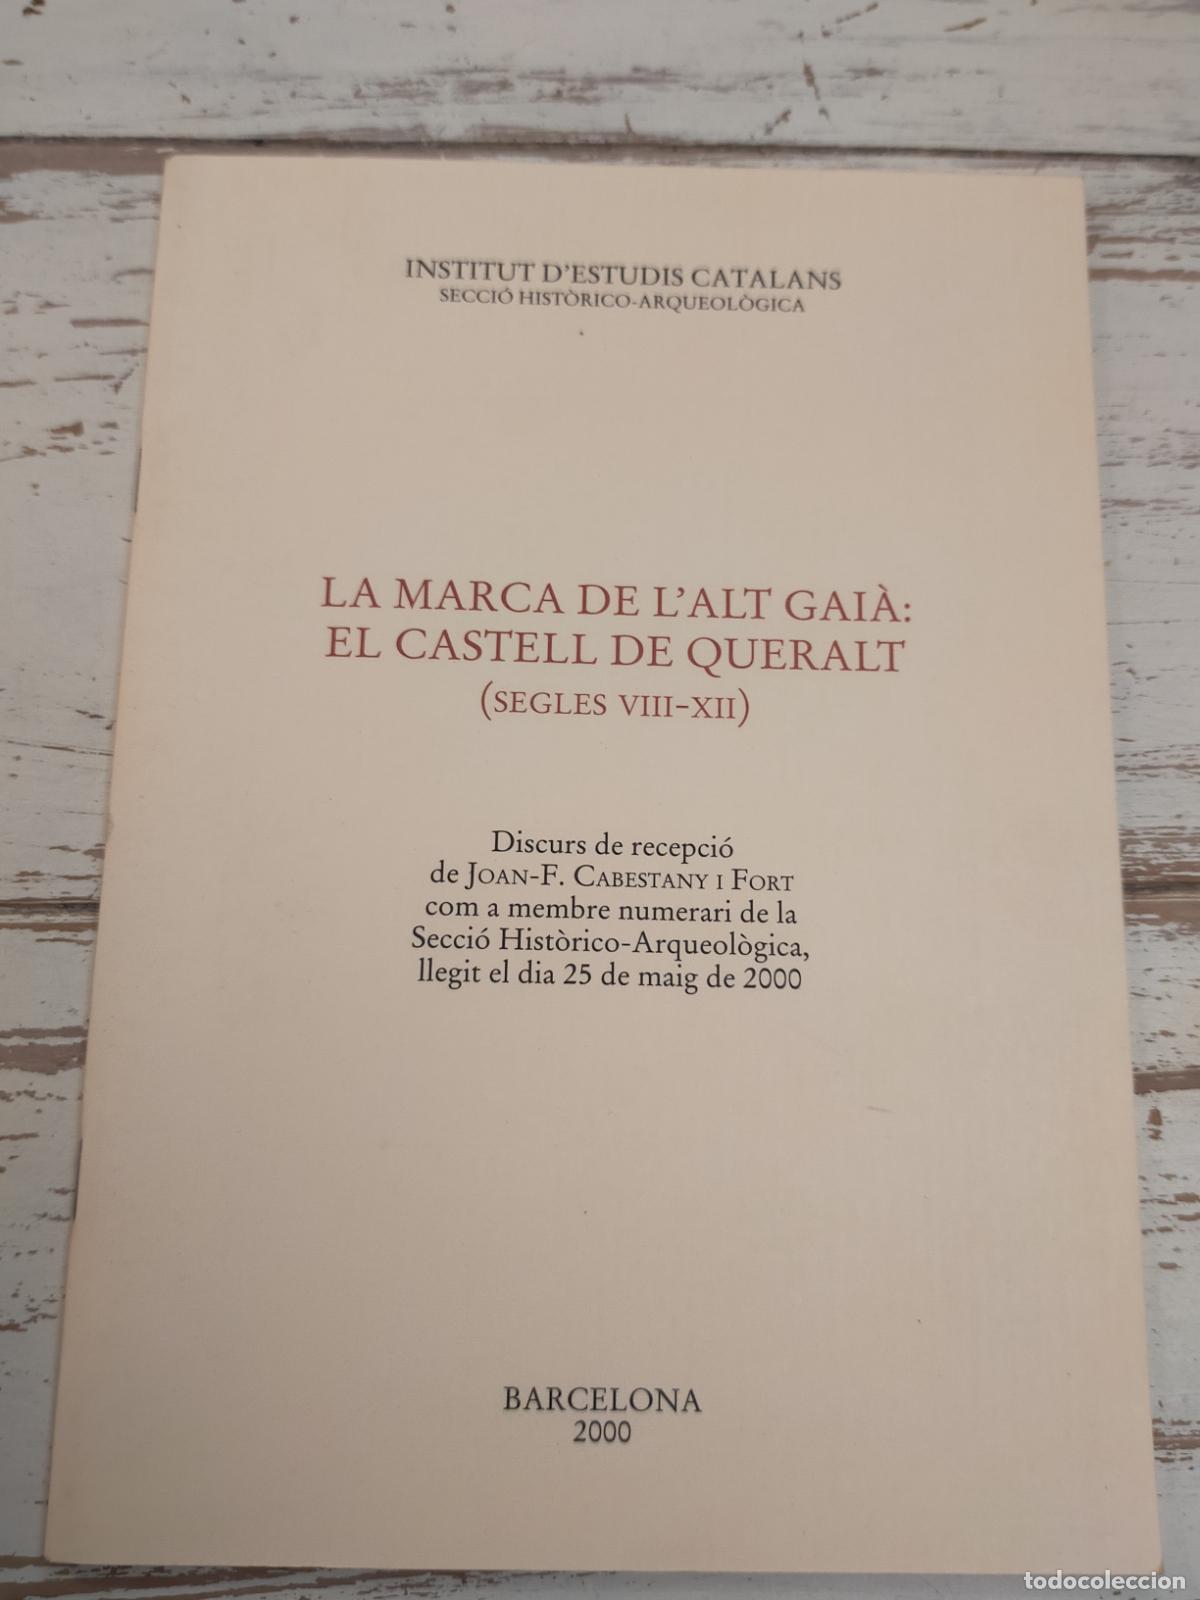 INSTITUT D'ESTUDIS CATALANS
SECCIÓ HISTÒRICO-ARQUEOLÒGICA
LA MARCA DE L'ALT GAIÀ:
EL CASTELL DE QUERALT
(SEGLES VIII-XII)
Discurs de recepció
de JOAN-F. CABESTANY I FORT
com a membre numerari de la
Secció Històrico-Arqueològica,
llegit el dia 25 de maig de 2000
BARCELONA
2000
todocoleccion